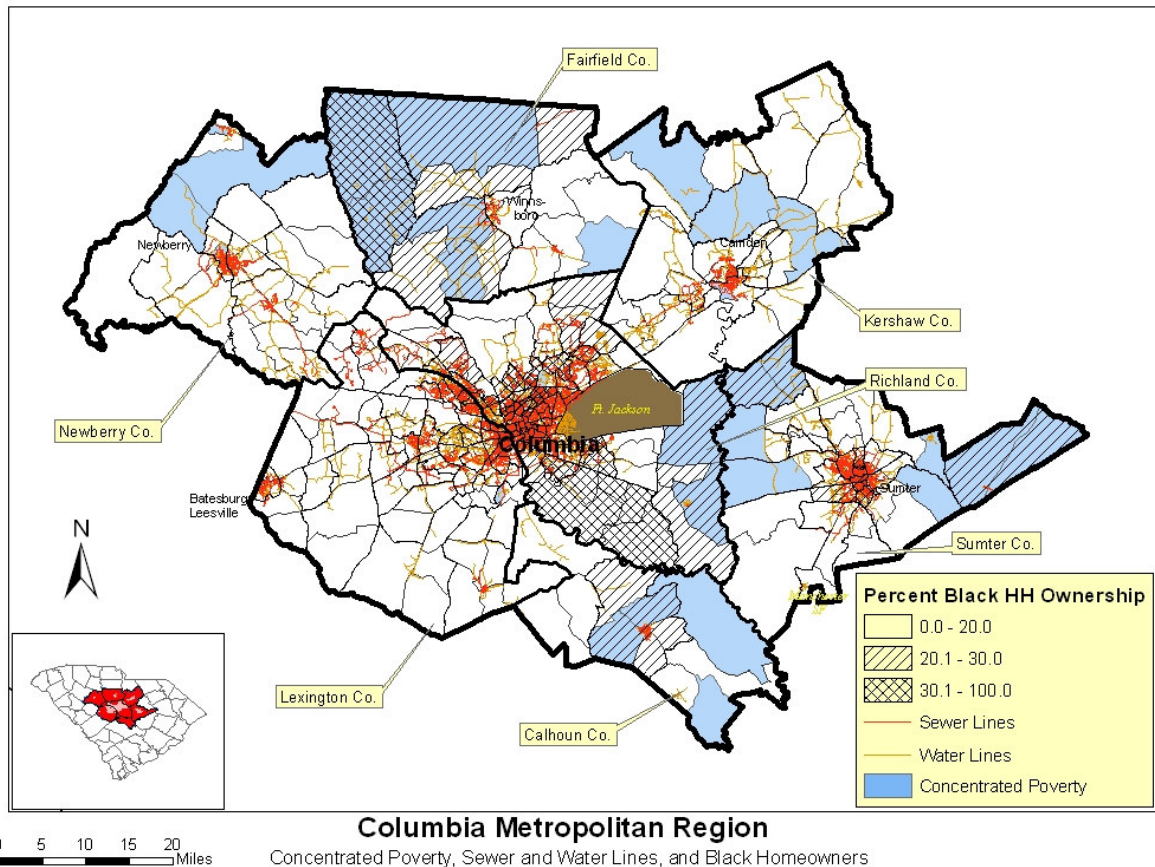 Fairfield Co.
Winns-
boro
Newberry
Camden
Kershaw Co.
Richland Co.
Ft. Jackson
Newberry Co.
Columbia
Batesburg
Leesville
Sumter
N
Sumter Co.
Lexington Co.
Calhoun Co.
Percent Black HH Ownership
0.0 - 20.0
20.1 - 30.0
30.1 - 100.0
Sewer Lines
Water Lines
Concentrated Poverty
Columbia Metropolitan Region
5 10 15 20
Miles
Concentrated Poverty, Sewer and Water Lines, and Black Homeowners